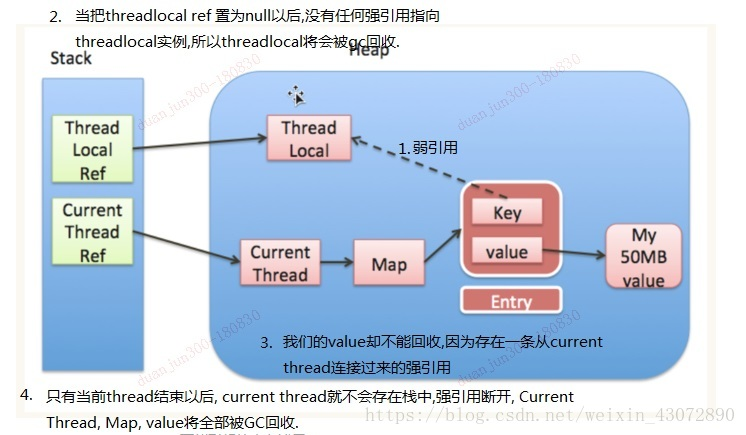 2. 当把threadlocal ref 置为null以后,没有任何强引用指向
threadlocal实例,所以threadlocal将会被gc回收.
Stack
Heap
duanjun300-180830
duanjun300-180830
Thread
Local
Ref
Thread
Local
1.弱引用
Current
Thread
Ref
Key
value
Current
Thread
Map
My
50MB
value
Entry
duanjun300-180830
duanjun300-180830
3. 我们的value却不能回收,因为存在一条从current
thread连接过来的强引用
4. 只有当前thread结束以后, current thread就不会存在栈中,强引用断开, Current
Thread, Map, value将全部被GC回收.
https://blog.csdn.net/weixin_43072890